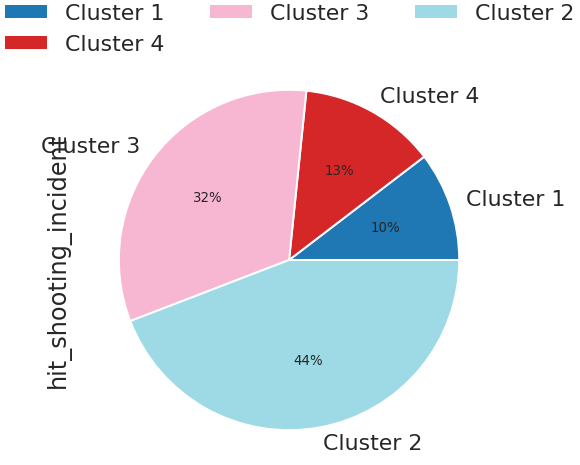 Cluster 1
Cluster 3
Cluster 2
Cluster 4
Cluster 4
Cluster 3
13%
32%
Cluster 1
10%
hit_shooting_incident
44%
Cluster 2